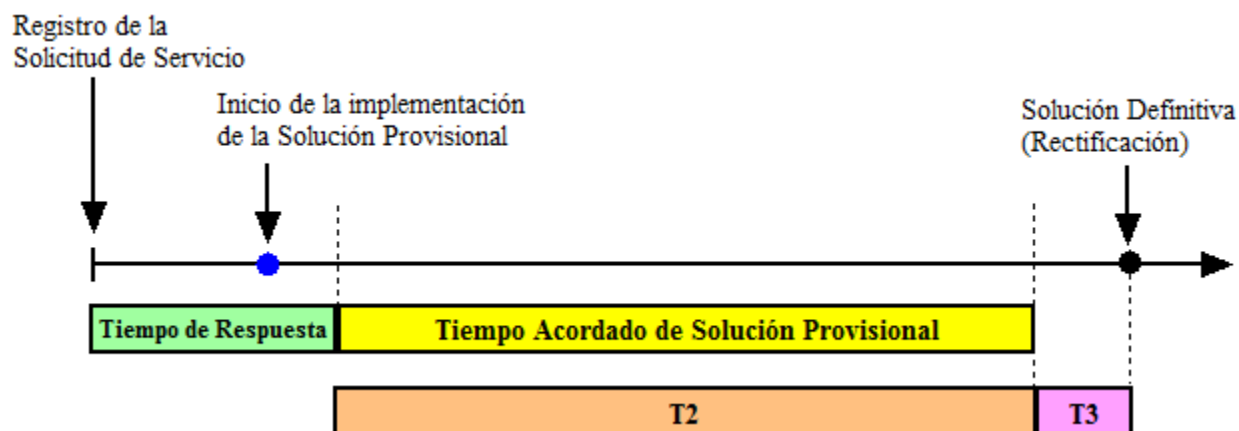 Registro de la
Solicitud de Servicio
Inicio de la implementación
de la Solución Provisional
Solución Definitiva
(Rectificación)
Tiempo de Respuesta
Tiempo Acordado de Solución Provisional
T2
T3